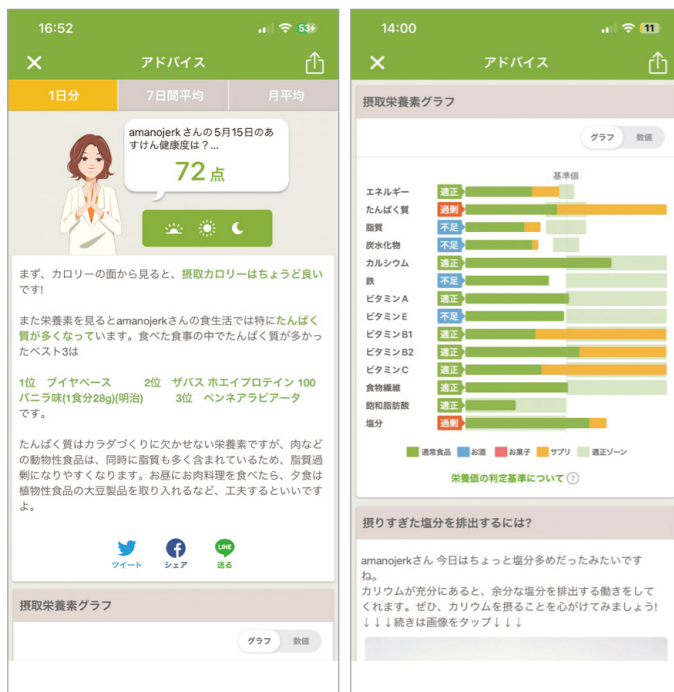 16:52
53
アドバイス
1日分
7日間平均
月平均
amanojerk さんの5月15日のあ
すけん健康度は？...
72 点
まず、カロリーの面から見ると、摂取カロリーはちょうど良い
です!
また栄養素を見るとamanojerkさんの食生活では特にたんぱく
質が多くなっています。食べた食事の中でたんぱく質が多かっ
たベスト3は
1位　ブイヤベース　　2位　ザバス ホエイプロテイン 100
バニラ味(1食分28g)(明治)　　3位　ペンネアラビアータ
です。
たんぱく質はカラダづくりに欠かせない栄養素ですが、肉など
の動物性食品は、同時に脂質も多く含まれているため、脂質過
剰になりやすくなります。お昼にお肉料理を食べたら、夕食は
植物性食品の大豆製品を取り入れるなど、工夫するといいです
よ。
ツイート
シェア
LINE
送る
摂取栄養素グラフ
グラフ
数値
14:00
11
アドバイス
摂取栄養素グラフ
グラフ
数値
基準値
エネルギー 適正
たんぱく質 過剰
脂質 不足
炭水化物 不足
カルシウム 適正
鉄 不足
ビタミンA 適正
ビタミンE 不足
ビタミンB1 適正
ビタミンB2 適正
ビタミンC 適正
食物繊維 適正
飽和脂肪酸 適正
塩分 過剰
通常食品 お酒 お菓子 サプリ 適正ゾーン
栄養価の判定基準について ?
摂りすぎた塩分を排出するには?
amanojerkさん 今日はちょっと塩分多めだったみたいです
ね。
カリウムが充分にあると、余分な塩分を排出する働きをして
くれます。ぜひ、カリウムを摂ることを心がけてみましょう!
↓↓↓続きは画像をタップ↓↓↓